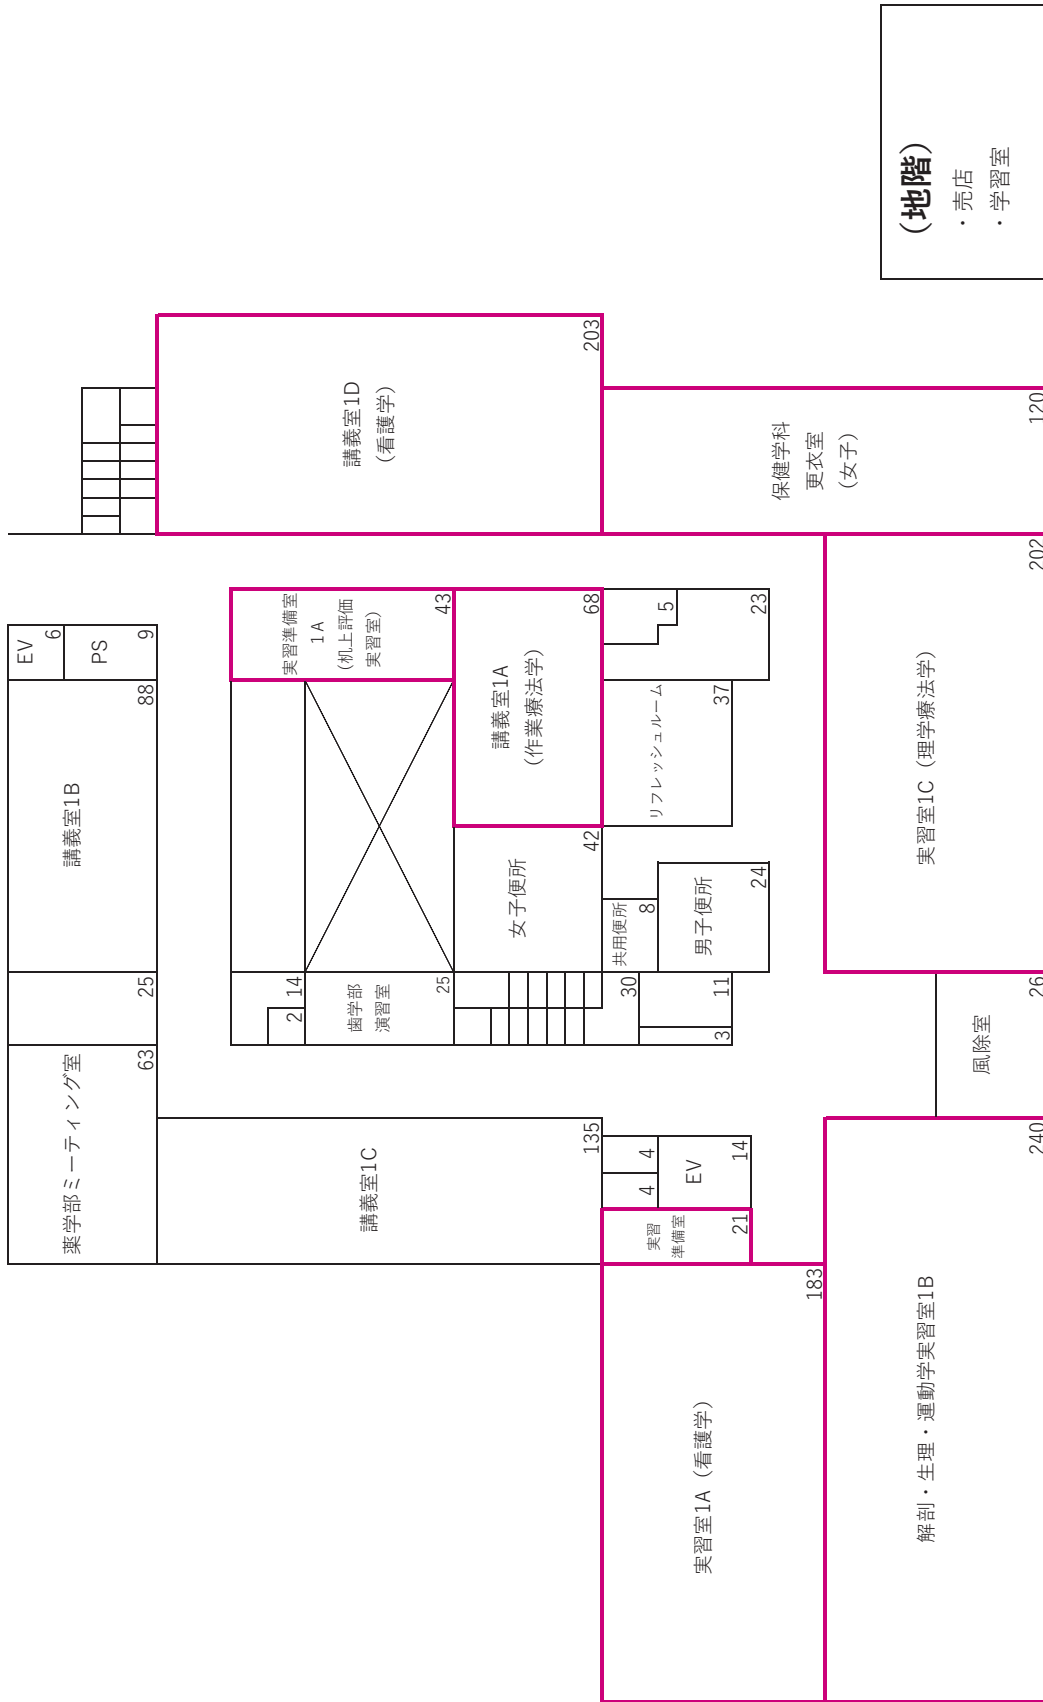 薬学部ミーティング室
63
25
講義室1B
88
EV
6
PS
9
講義室1C
135
2
14
歯学部
演習室
25
実習準備室
1A
(机上評価
実習室)
43
講義室1D
(看護学)
203
女子便所
42
講義室1A
(作業療法学)
68
4
4
EV
14
実習
準備室
21
30
3
11
共用便所
8
男子便所
24
リフレッシュルーム
37
5
23
保健学科
更衣室
(女子)
120
実習室1A (看護学)
183
解剖・生理・運動学実習室1B
240
風除室
26
実習室1C (理学療法学)
202
(地階)
・売店
・学習室